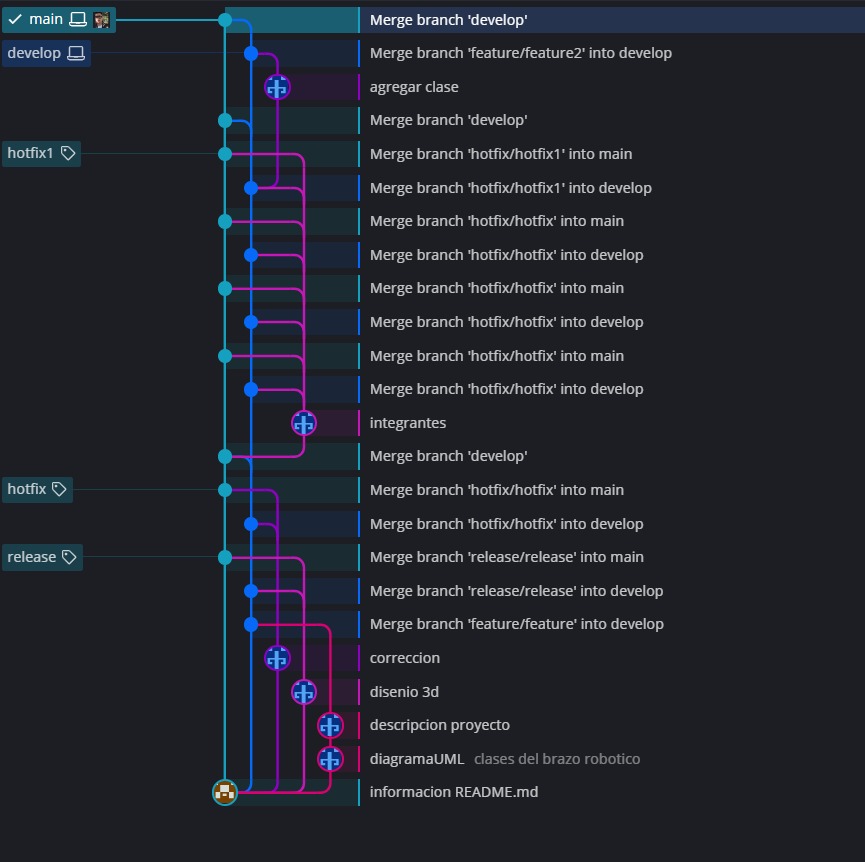 main Merge branch 'develop'
develop Merge branch 'feature/feature2' into develop
agregar clase
Merge branch 'develop'
hotfix1 Merge branch 'hotfix/hotfix1' into main
Merge branch 'hotfix/hotfix1' into develop
Merge branch 'hotfix/hotfix' into main
Merge branch 'hotfix/hotfix' into develop
Merge branch 'hotfix/hotfix' into main
Merge branch 'hotfix/hotfix' into develop
Merge branch 'hotfix/hotfix' into main
Merge branch 'hotfix/hotfix' into develop
integrantes
Merge branch 'develop'
hotfix Merge branch 'hotfix/hotfix' into main
Merge branch 'hotfix/hotfix' into develop
release Merge branch 'release/release' into main
Merge branch 'release/release' into develop
Merge branch 'feature/feature' into develop
correccion
disenio 3d
descripcion proyecto
diagramaUML clases del brazo robotico
informacion README.md